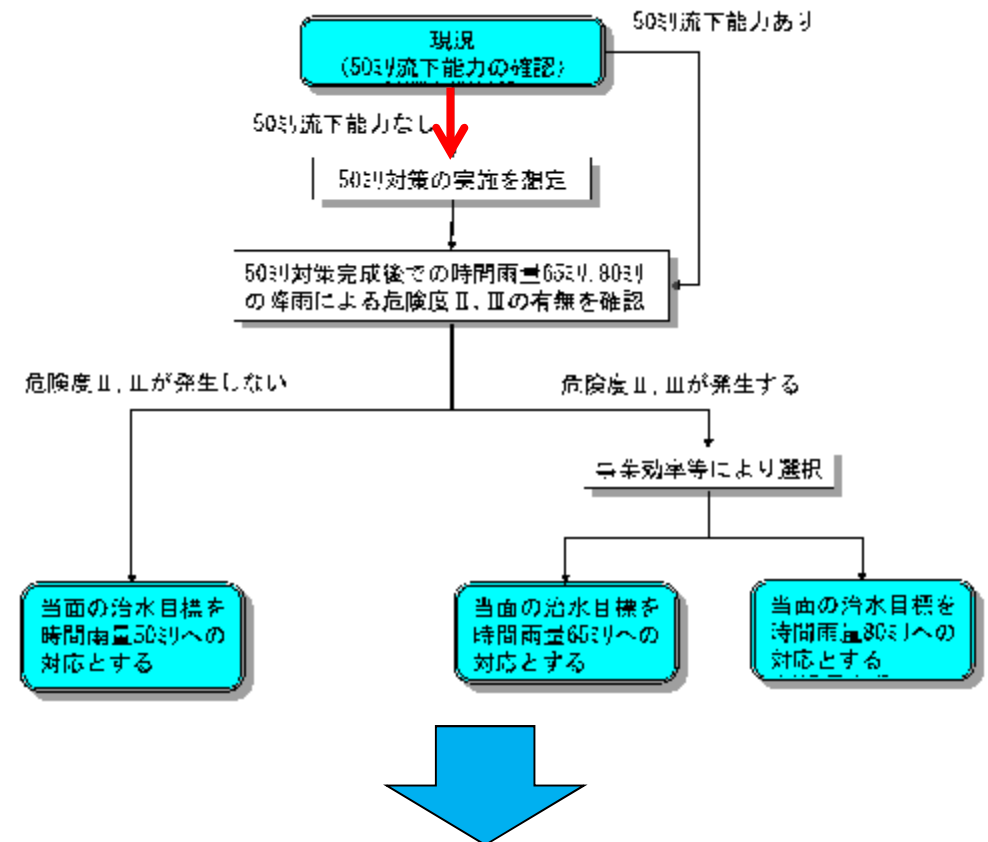 50ミリ流下能力あり
現況
(50ミリ流下能力の確認)
50ミリ流下能力なし
50ミリ対策の実施を想定
50ミリ対策完成後での時間雨量65ミリ,80ミリ
の降雨による危険度Ⅱ,Ⅲの有無を確認
危険度Ⅱ,Ⅲが発生しない
危険度Ⅱ,Ⅲが発生する
事業効率等により選択
当面の治水目標を
時間雨量50ミリへの
対応とする
当面の治水目標を
時間雨量65ミリへの
対応とする
当面の治水目標を
時間雨量80ミリへの
対応とする